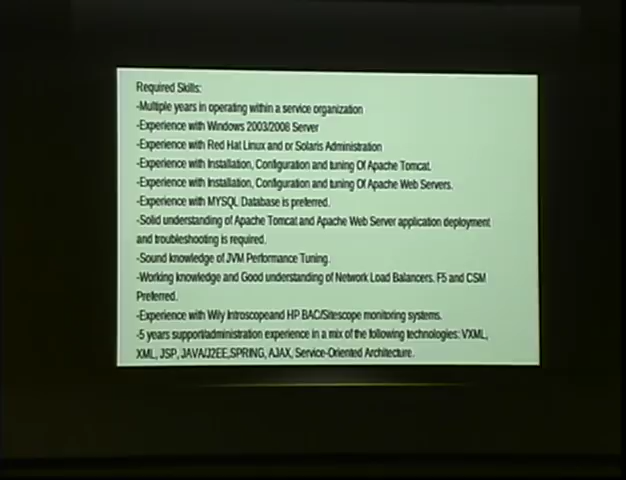 Required Skills:
-Multiple years in operating within a service organization
-Experience with Windows 2003/2008 Server
-Experience with Red Hat Linux and or Solaris Administration
-Experience with Installation, Configuration and tuning Of Apache Tomcat.
-Experience with Installation, Configuration and tuning Of Apache Web Servers.
-Experience with MYSQL Database is preferred.
-Solid understanding of Apache Tomcat and Apache Web Server application deployment
and troubleshooting is required.
-Sound knowledge of JVM Performance Tuning.
-Working knowledge and Good understanding of Network Load Balancers. F5 and CSM
Preferred.
-Experience with Wily Introscopeand HP BAC/Sitescope monitoring systems.
-5 years support/administration experience in a mix of the following technologies: VXML,
XML, JSP, JAVA/J2EE,SPRING, AJAX, Service-Oriented Architecture.